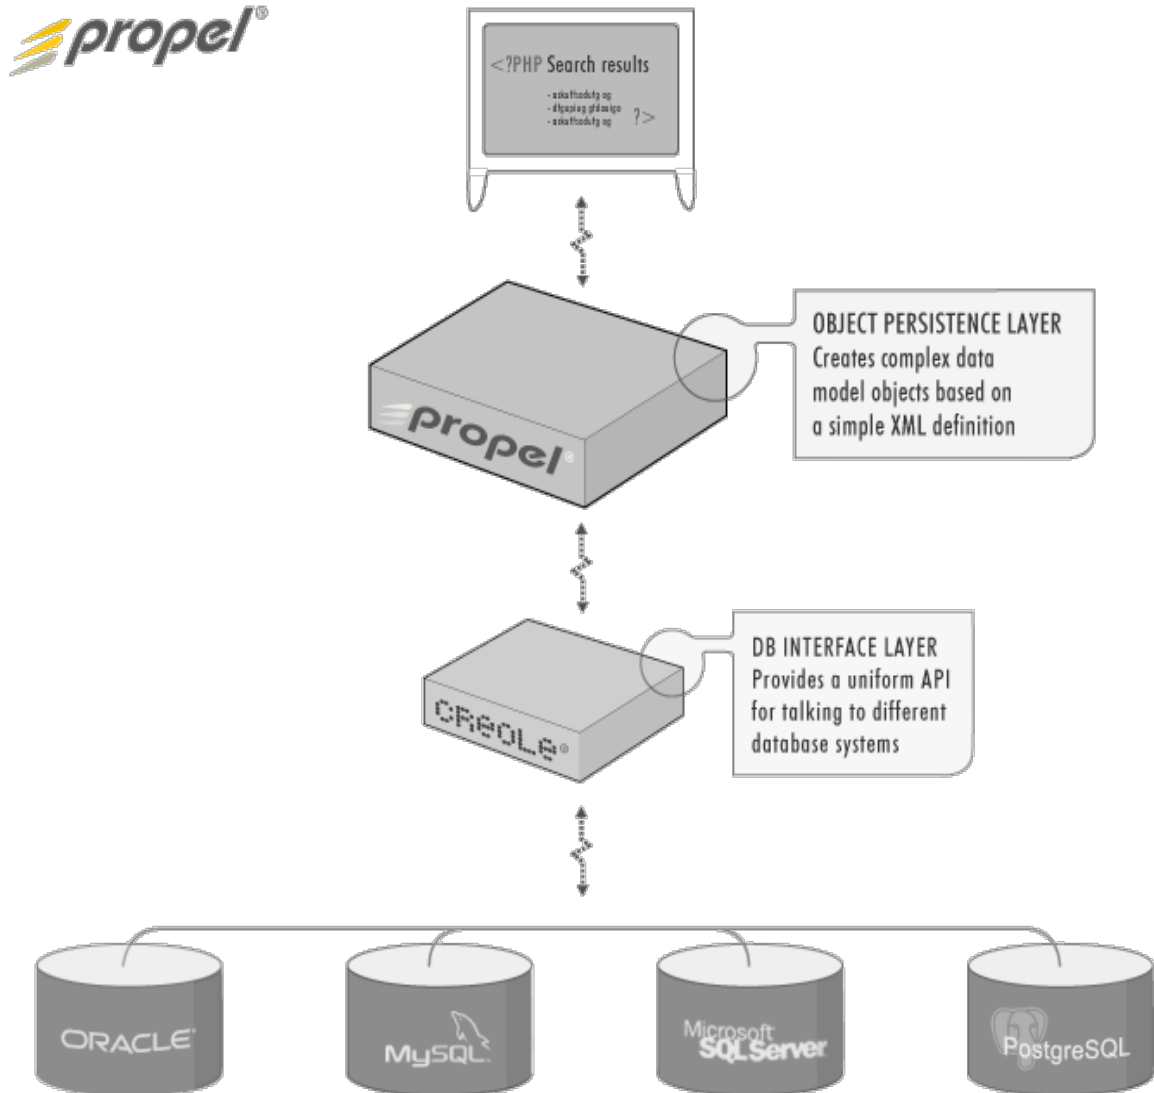 propel®
<?PHP Search results
?>
OBJECT PERSISTENCE LAYER
Creates complex data
model objects based on
a simple XML definition
propel®
DB INTERFACE LAYER
Provides a uniform API
for talking to different
database systems
CReoLe®
ORACLE
MySQL
Microsoft
SQL Server
PostgreSQL